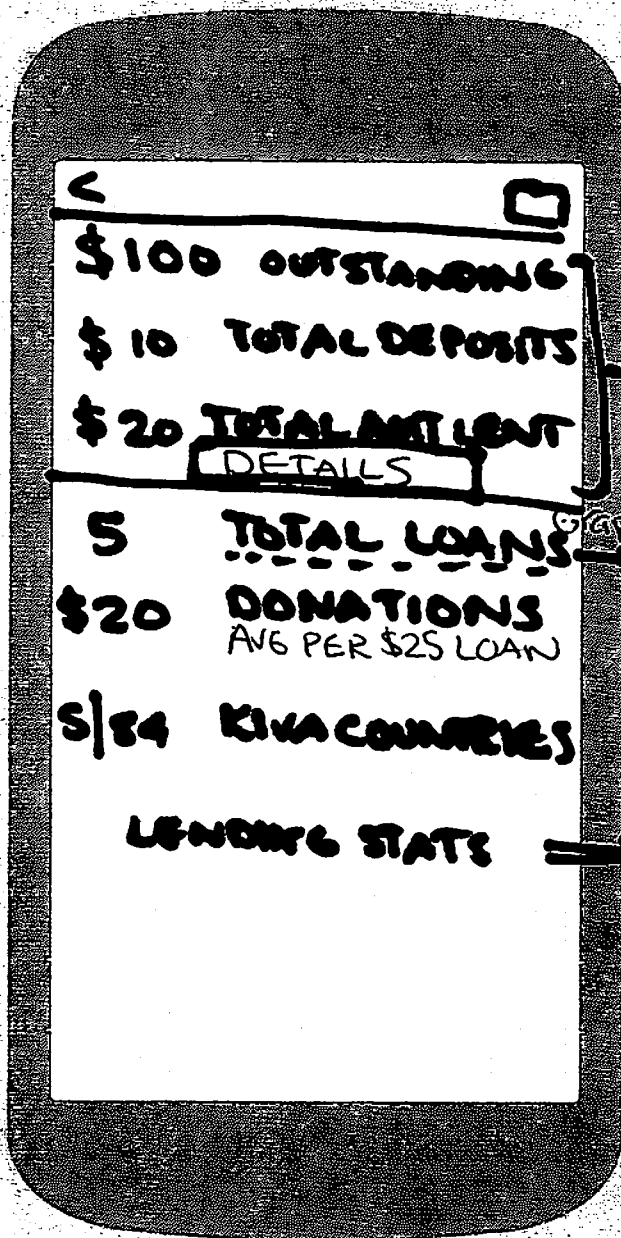 <
$100 OUTSTANDING
$10 TOTAL DEPOSITS
$20 TOTAL AMT LENT
DETAILS
5 TOTAL LOANS
$20 DONATIONS
AVG PER $25 LOAN
5|84 KIVA COUNTRIES
LENDING STATS